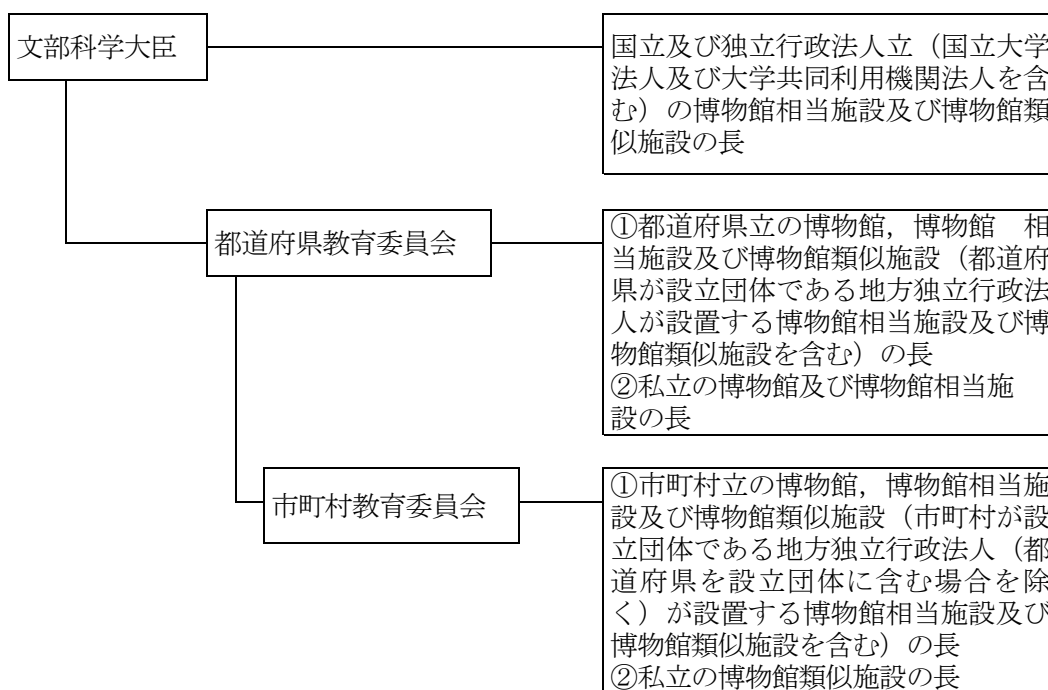 文部科学大臣
国立及び独立行政法人立（国立大学
法人及び大学共同利用機関法人を含
む）の博物館相当施設及び博物館類
似施設の長
都道府県教育委員会
①都道府県立の博物館，博物館　相
当施設及び博物館類似施設（都道府
県が設立団体である地方独立行政法
人が設置する博物館相当施設及び博
物館類似施設を含む）の長
②私立の博物館及び博物館相当施
設の長
市町村教育委員会
①市町村立の博物館，博物館相当施
設及び博物館類似施設（市町村が設
立団体である地方独立行政法人（都
道府県を設立団体に含む場合を除
く）が設置する博物館相当施設及び
博物館類似施設を含む）の長
②私立の博物館類似施設の長